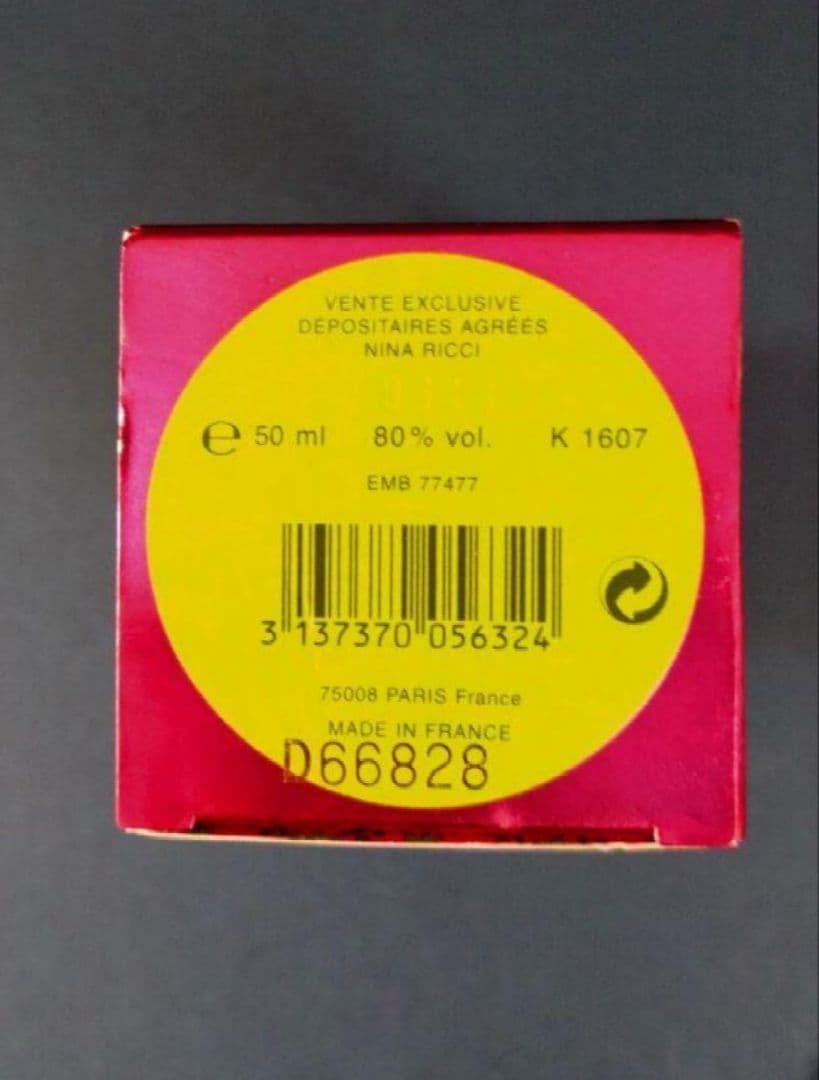 VENTE EXCLUSIVE
DÉPOSITAIRES AGRÉÉS
NINA RICCI
℮ 50 ml 80% vol. K 1607
EMB 77477
3 137370 056324
75008 PARIS France
MADE IN FRANCE
D66828